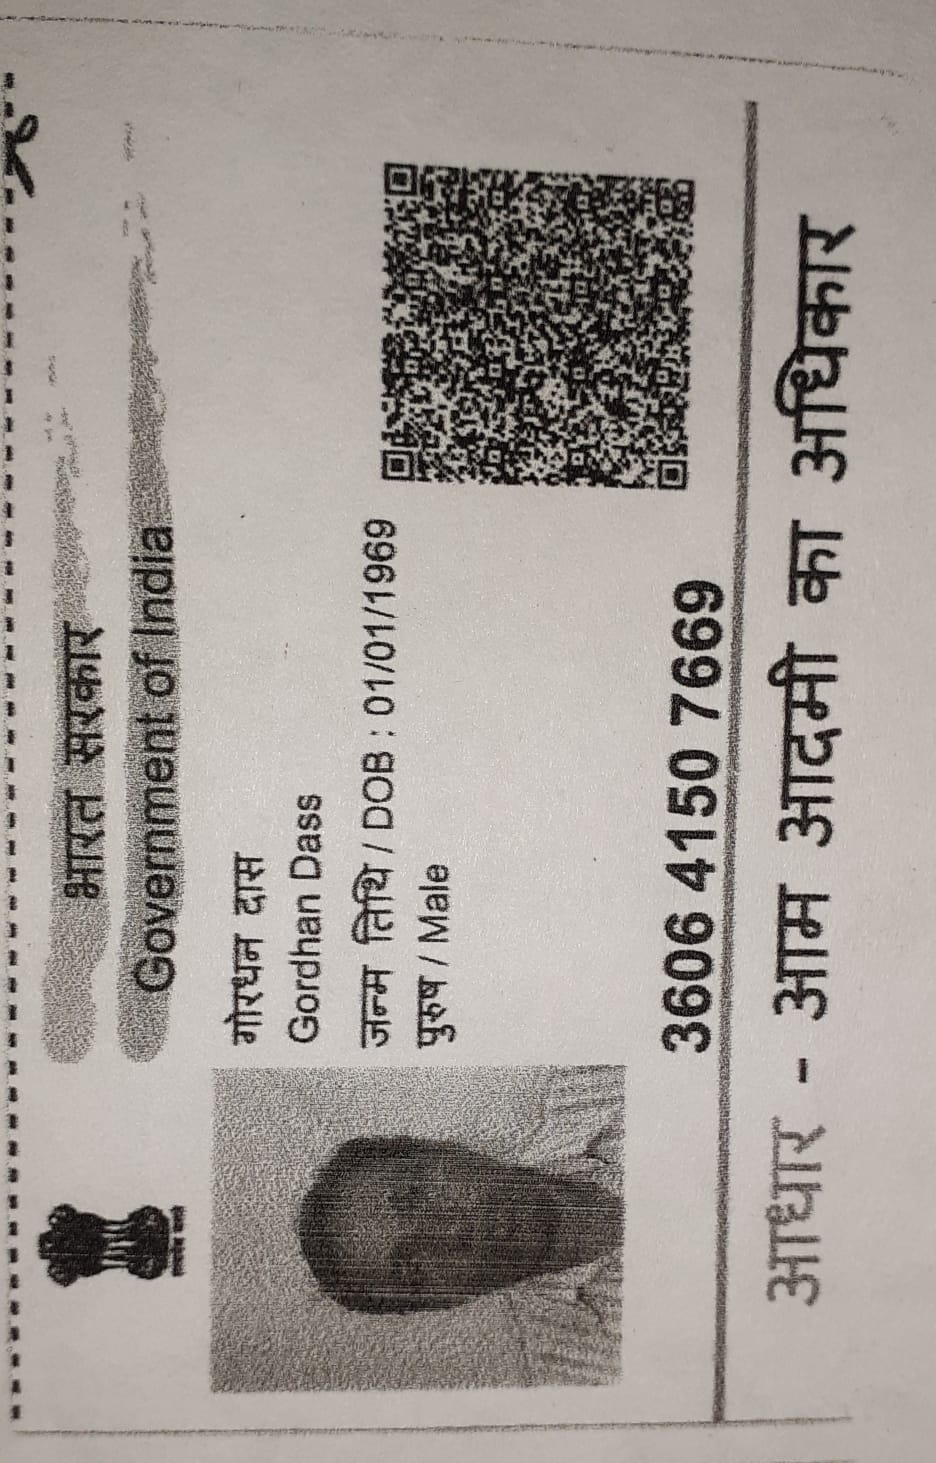 भारत सरकार
Government of India
गोरधन दास
Gordhan Dass
जन्म तिथि / DOB : 01/01/1969
पुरुष / Male
3606 4150 7669
आधार - आम आदमी का अधिकार